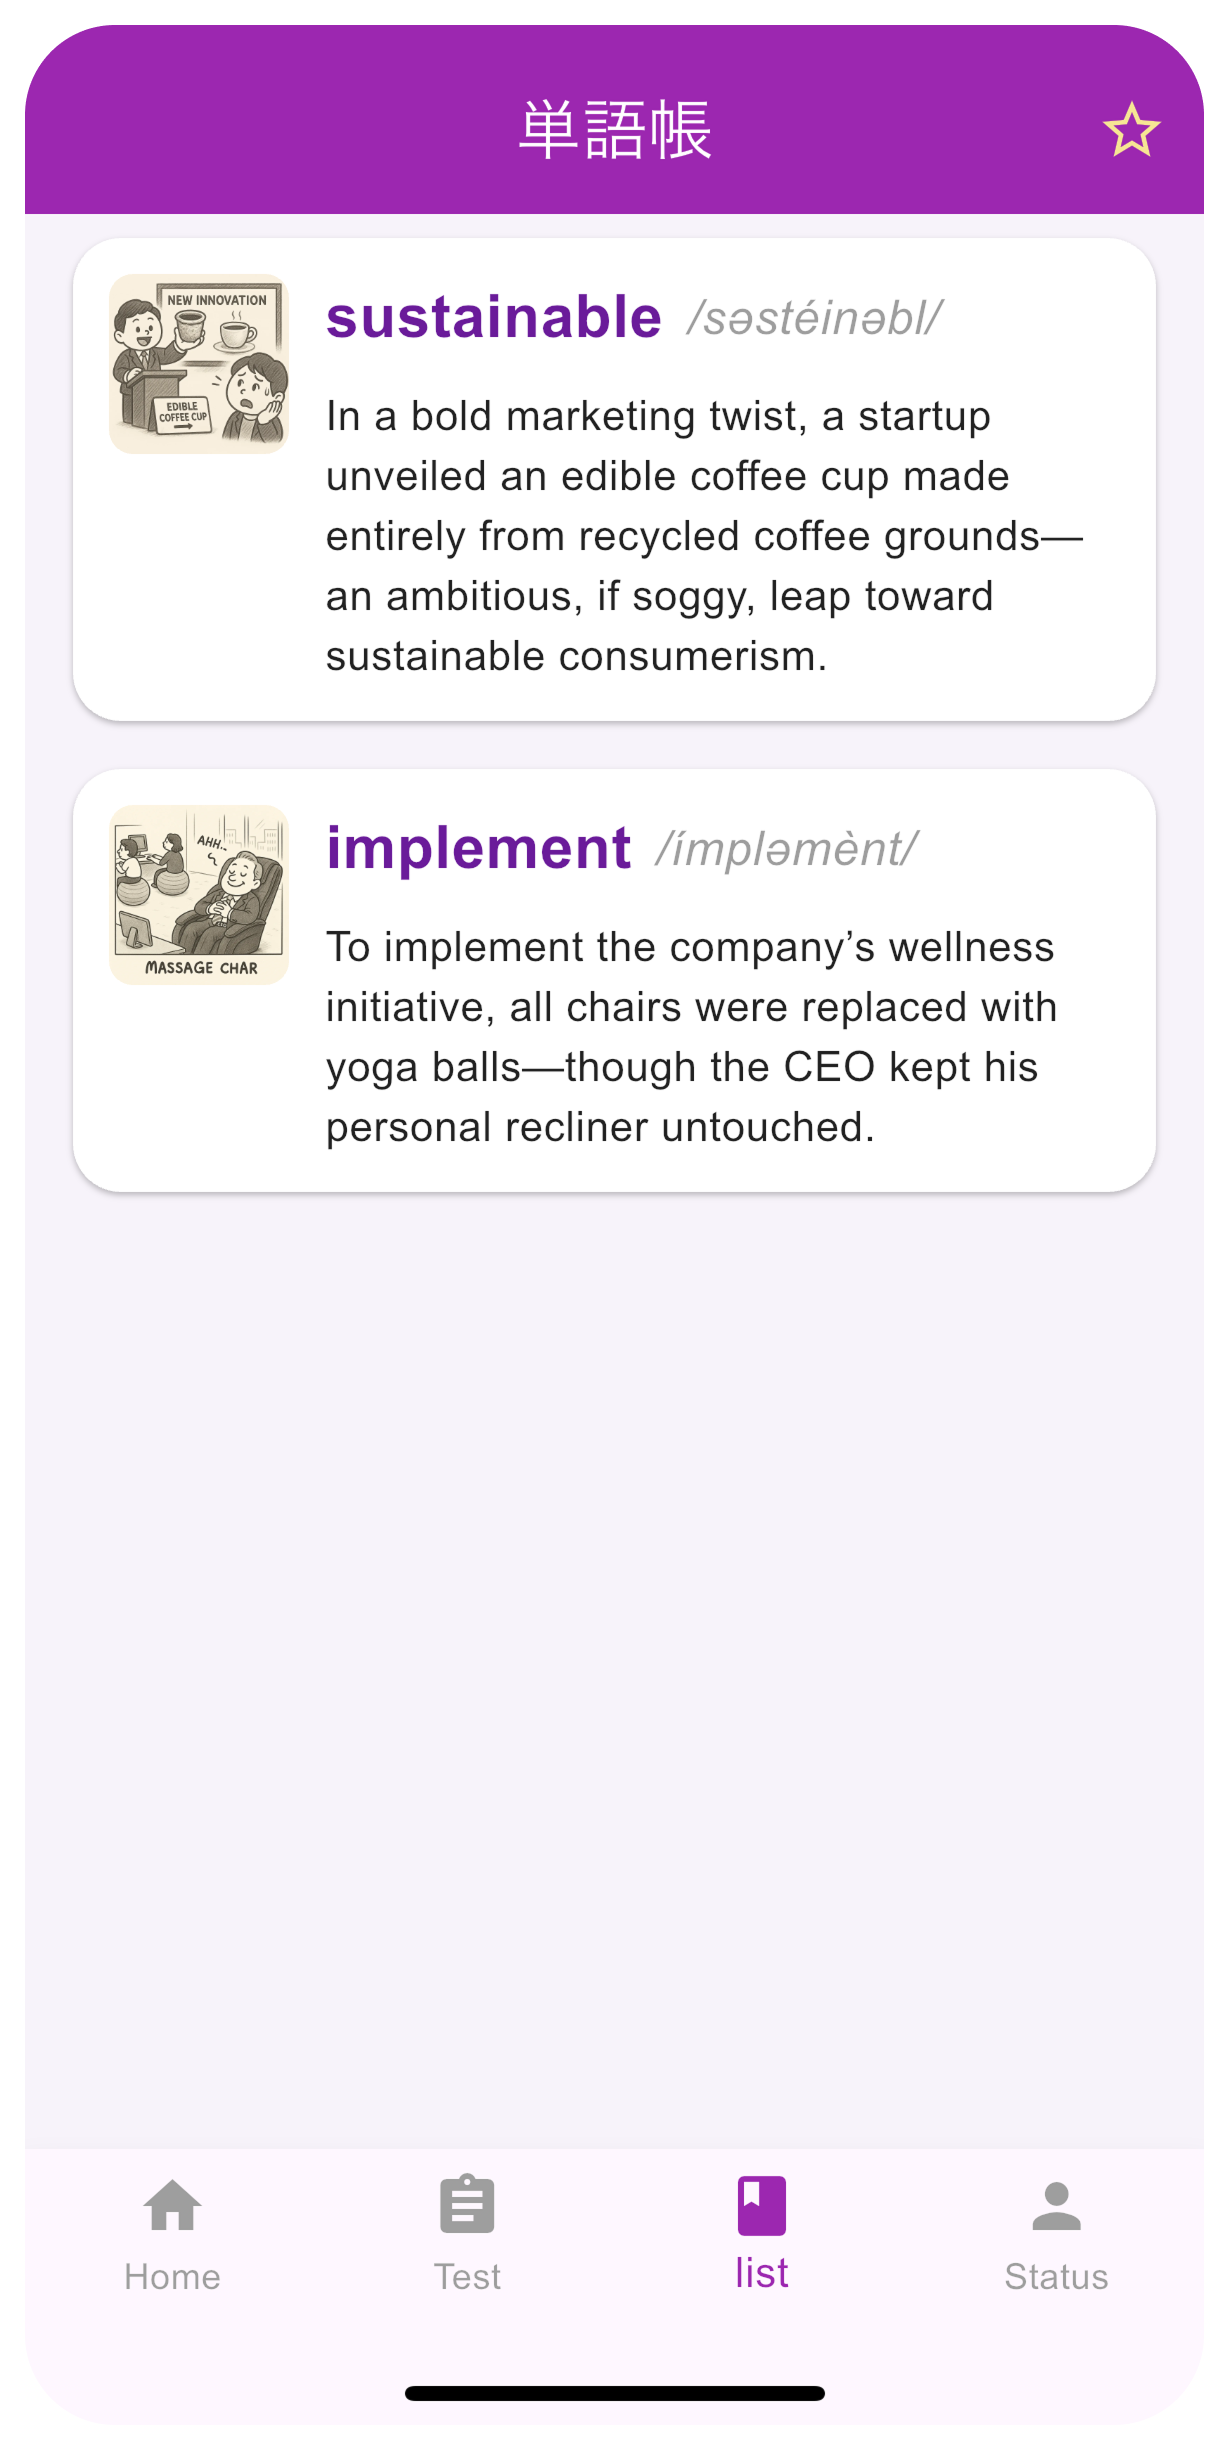 単語帳
NEW INNOVATION
EDIBLE
COFFEE CUP
sustainable /səstéinəbl/
In a bold marketing twist, a startup
unveiled an edible coffee cup made
entirely from recycled coffee grounds—
an ambitious, if soggy, leap toward
sustainable consumerism.
AHH..
MASSAGE CHAR
implement /ímpləmènt/
To implement the company’s wellness
initiative, all chairs were replaced with
yoga balls—though the CEO kept his
personal recliner untouched.
Home
Test
list
Status